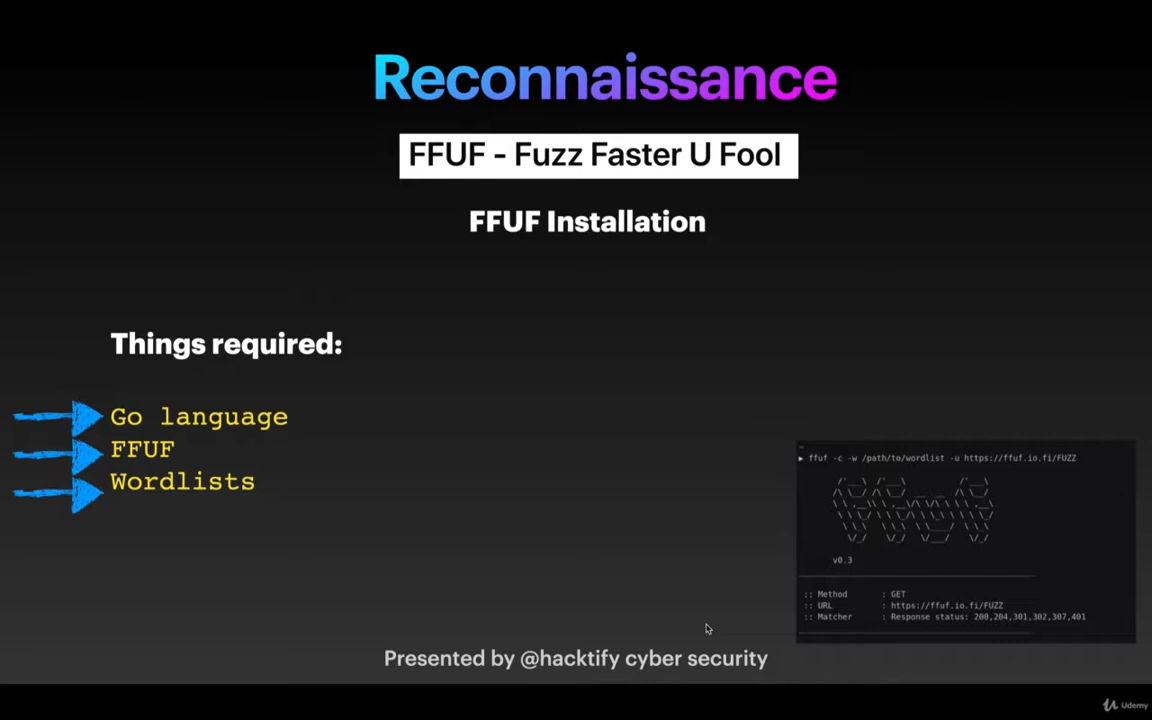 Reconnaissance
FFUF - Fuzz Faster U Fool
FFUF Installation
Things required:
Go language
FFUF
Wordlists
ffuf -c -w /path/to/wordlist -u https://ffuf.io.fi/FUZZ
v0.3
:: Method : GET
:: URL : https://ffuf.io.fi/FUZZ
:: Matcher : Response status: 200,204,301,302,307,401
Presented by @hacktify cyber security
Udemy